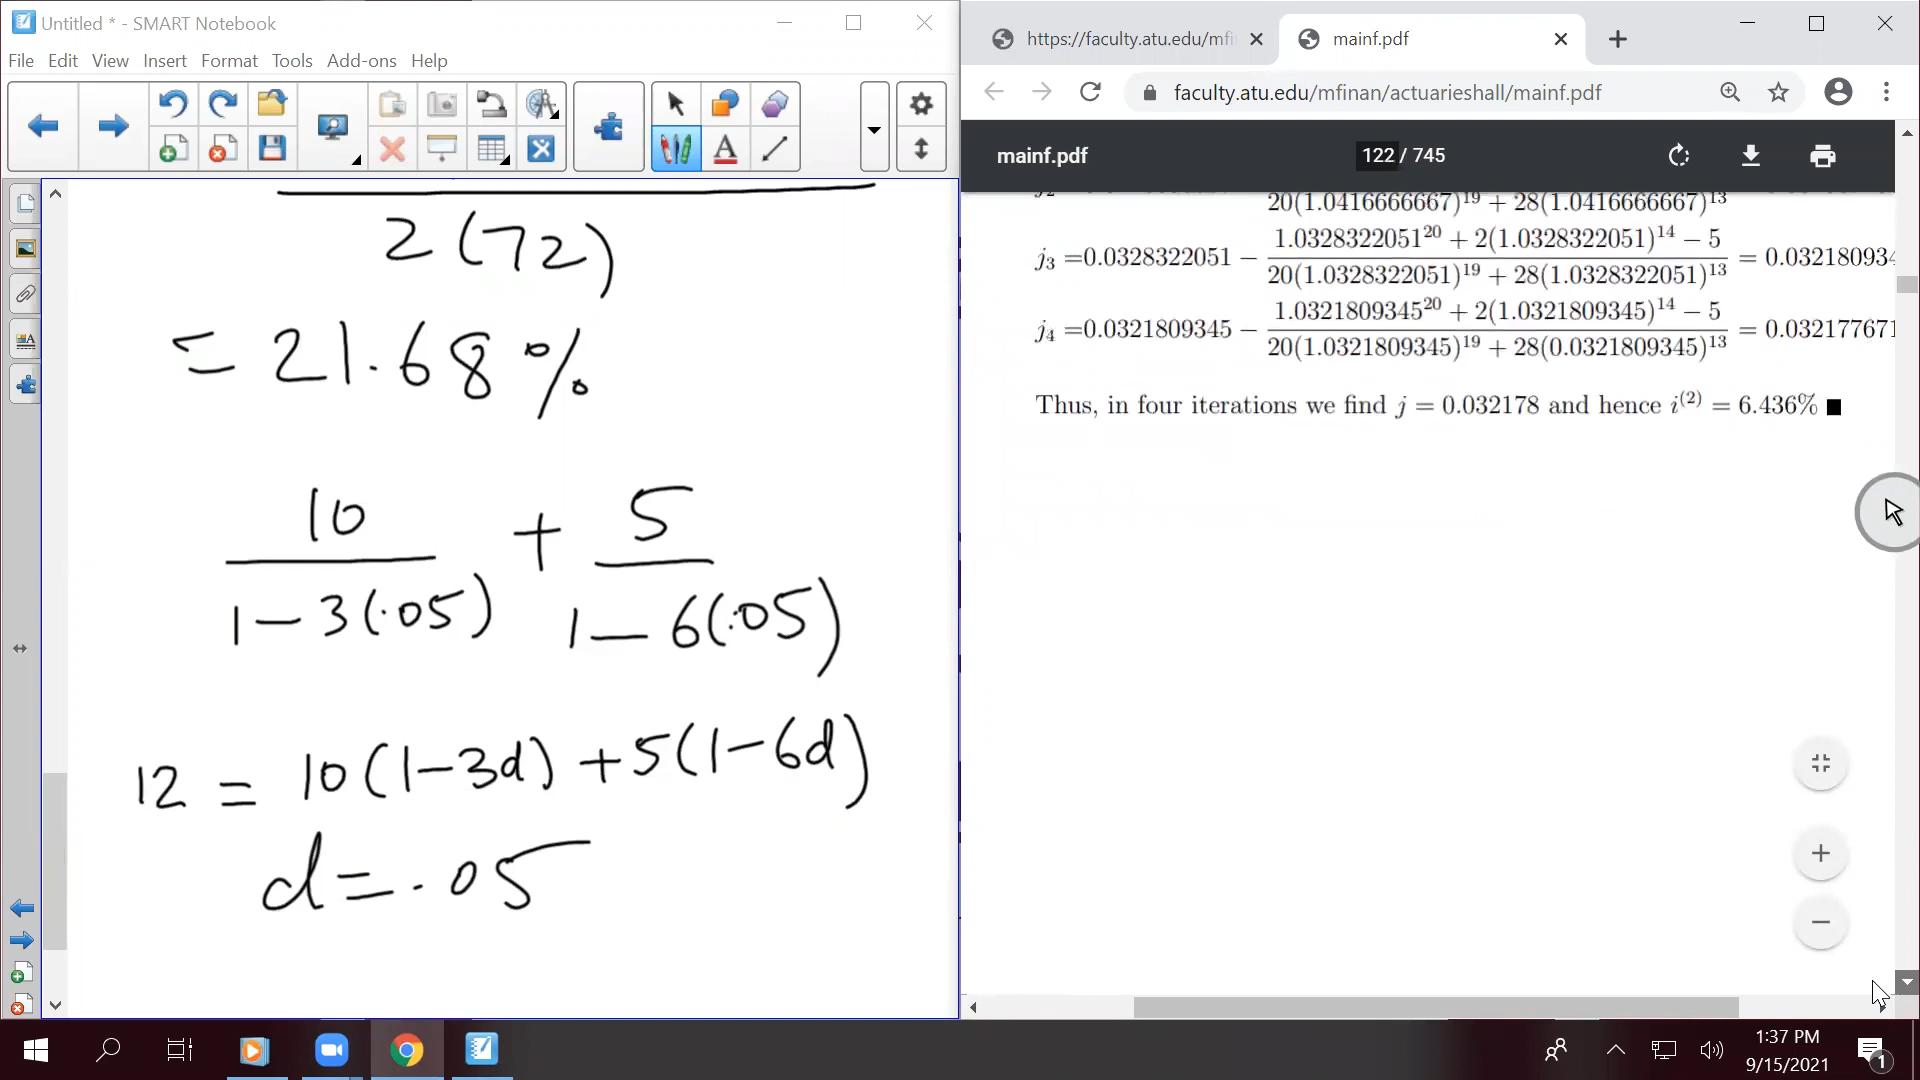 Untitled * - SMART Notebook
File Edit View Insert Format Tools Add-ons Help
2 (72)
= 21.68 %
10 / 1 - 3(.05) + 5 / 1 - 6(.05)
12 = 10(1-3d) + 5(1-6d)
d = .05
https://faculty.atu.edu/mfi
mainf.pdf
faculty.atu.edu/mfinan/actuarieshall/mainf.pdf
mainf.pdf
122 / 745
20(1.0416666667)^19 + 28(1.0416666667)^13
j₃ =0.0328322051 − (1.0328322051^20 + 2(1.0328322051)^14 − 5) / (20(1.0328322051)^19 + 28(1.0328322051)^13) = 0.03218093
j₄ =0.0321809345 − (1.0321809345^20 + 2(1.0321809345)^14 − 5) / (20(1.0321809345)^19 + 28(0.0321809345)^13) = 0.03217767
Thus, in four iterations we find j = 0.032178 and hence i^(2) = 6.436% ■
1:37 PM
9/15/2021
1